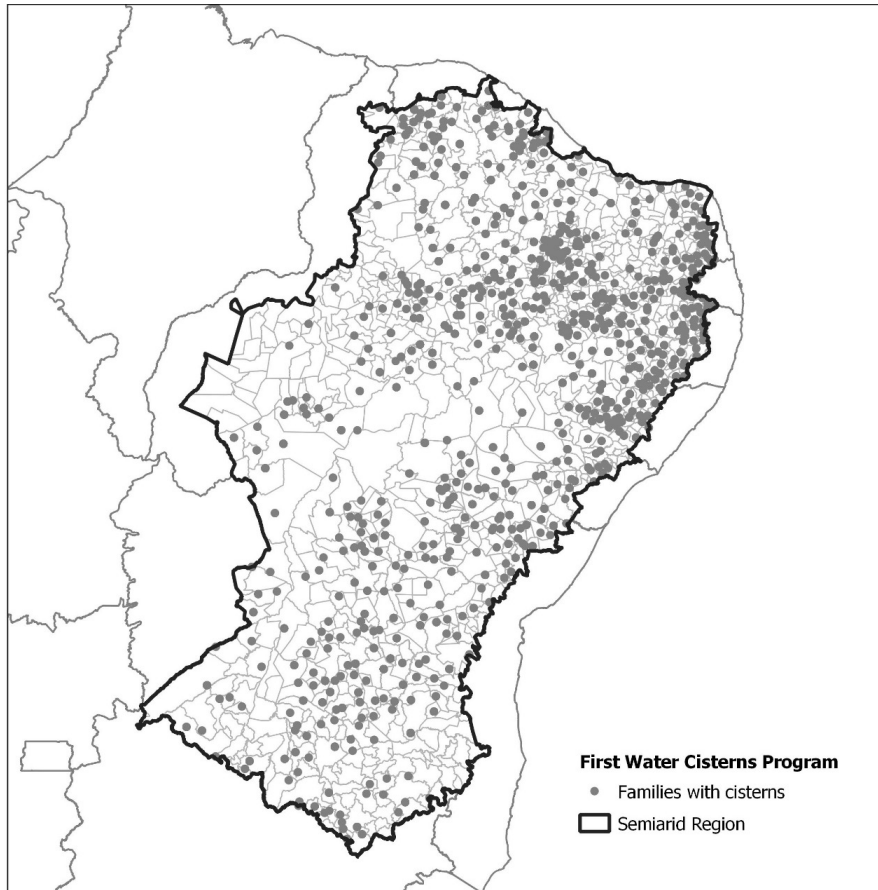 First Water Cisterns Program
Families with cisterns
Semiarid Region